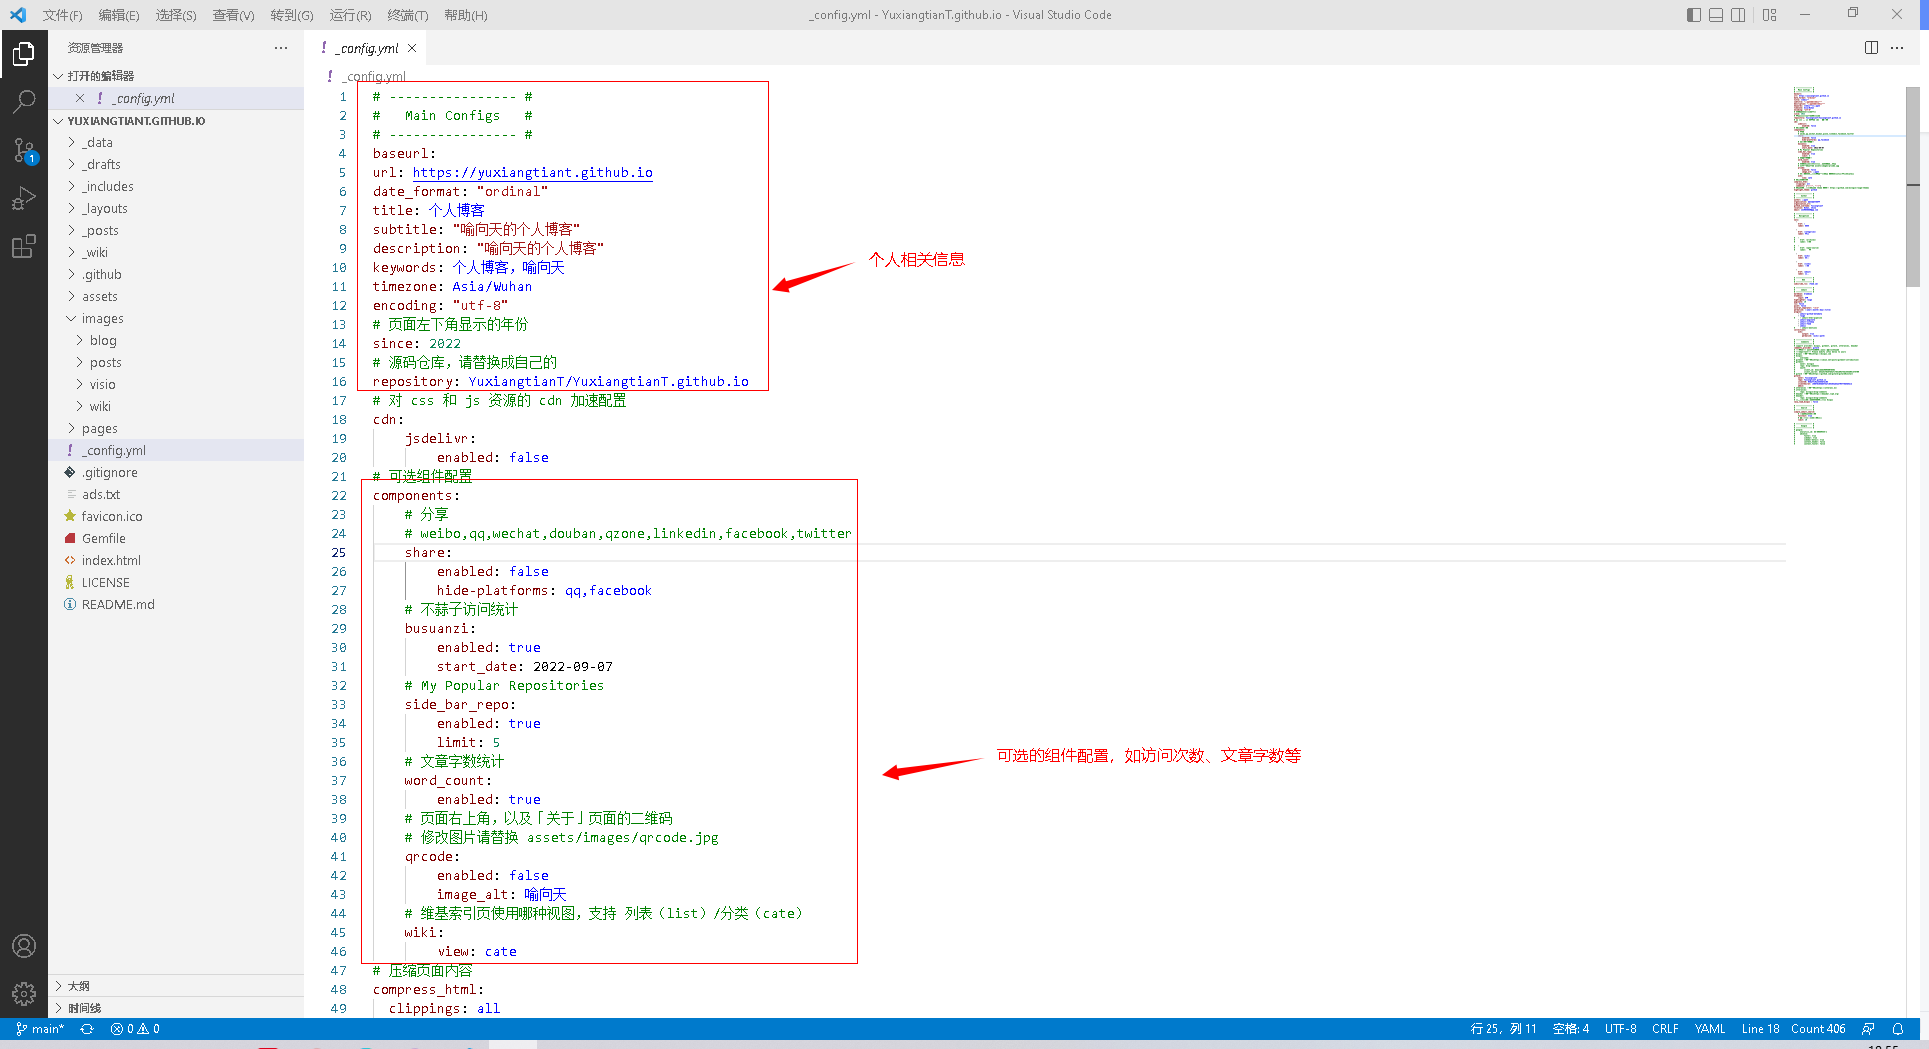 文件(F) 编辑(E) 选择(S) 查看(V) 转到(G) 运行(R) 终端(T) 帮助(H)
_config.yml - YuxiangtianT.github.io - Visual Studio Code
资源管理器
打开的编辑器
! _config.yml
YUXIANGTIANT.GITHUB.IO
_data
_drafts
_includes
_layouts
_posts
_wiki
.github
assets
images
blog
posts
visio
wiki
pages
! _config.yml
.gitignore
ads.txt
favicon.ico
Gemfile
index.html
LICENSE
README.md
大纲
时间线
1
! _config.yml
! _config.yml
1 # ---------------- #
2 #   Main Configs   #
3 # ---------------- #
4 baseurl:
5 url: https://yuxiangtiant.github.io
6 date_format: "ordinal"
7 title: 个人博客
8 subtitle: "喻向天的个人博客"
9 description: "喻向天的个人博客"
10 keywords: 个人博客，喻向天
11 timezone: Asia/Wuhan
12 encoding: "utf-8"
13 # 页面左下角显示的年份
14 since: 2022
15 # 源码仓库，请替换成自己的
16 repository: YuxiangtianT/YuxiangtianT.github.io
17 # 对 css 和 js 资源的 cdn 加速配置
18 cdn:
19     jsdelivr:
20         enabled: false
21 # 可选组件配置
22 components:
23     # 分享
24     # weibo,qq,wechat,douban,qzone,linkedin,facebook,twitter
25     share:
26         enabled: false
27         hide-platforms: qq,facebook
28     # 不蒜子访问统计
29     busuanzi:
30         enabled: true
31         start_date: 2022-09-07
32     # My Popular Repositories
33     side_bar_repo:
34         enabled: true
35         limit: 5
36     # 文章字数统计
37     word_count:
38         enabled: true
39     # 页面右上角，以及「关于」页面的二维码
40     # 修改图片请替换 assets/images/qrcode.jpg
41     qrcode:
42         enabled: false
43         image_alt: 喻向天
44     # 维基索引页使用哪种视图，支持 列表（list）/分类（cate）
45     wiki:
46         view: cate
47 # 压缩页面内容
48 compress_html:
49   clippings: all
个人相关信息
可选的组件配置，如访问次数、文章字数等
main* 0 0
行 25，列 11 空格: 4 UTF-8 CRLF YAML Line 18 Count 406